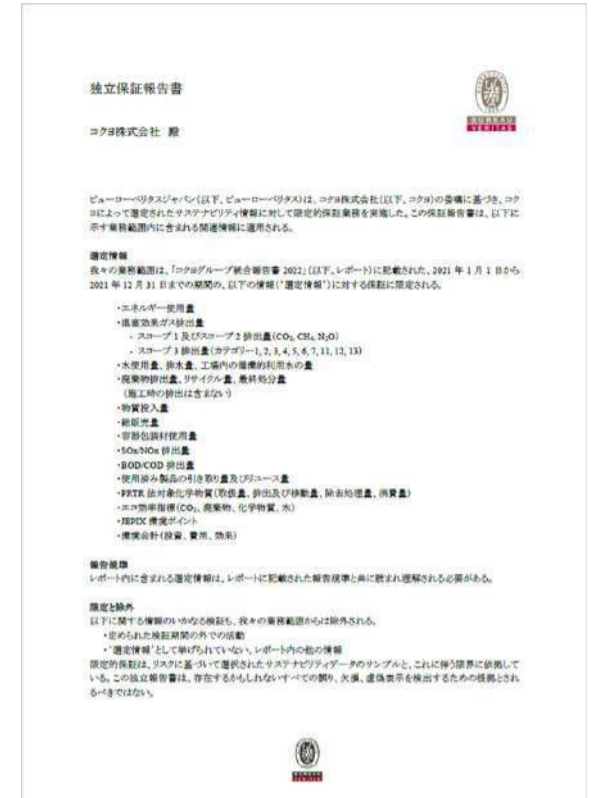 独立保証報告書
BUREAU
VERITAS
コクヨ株式会社 殿
ビューローベリタスジャパン(以下、ビューローベリタス)は、コクヨ株式会社(以下、コクヨ)の委嘱に基づき、コク
ヨによって選定されたサステナビリティ情報に対して限定的保証業務を実施した。この保証報告書は、以下に
示す業務範囲内に含まれる関連情報に適用される。
選定情報
我々の業務範囲は、「コクヨグループ統合報告書 2022」(以下、レポート)に記載された、2021 年 1 月 1 日から
2021 年 12 月 31 日までの期間の、以下の情報(‘選定情報’)に対する保証に限定される。
・エネルギー使用量
・温室効果ガス排出量
- スコープ 1 及びスコープ 2 排出量(CO₂, CH₄, N₂O)
- スコープ 3 排出量(カテゴリー1, 2, 3, 4, 5, 6, 7, 11, 12, 13)
・水使用量、排水量、工場内の循環的利用水の量
・廃棄物排出量、リサイクル量、最終処分量
(施工時の排出は含まない)
・物質投入量
・総販売量
・容器包装材使用量
・SOx/NOx 排出量
・BOD/COD 排出量
・使用済み製品の引き取り量及びリユース量
・PRTR 法対象化学物質(取扱量、排出及び移動量、除去処理量、消費量)
・エコ効率指標(CO₂、廃棄物、化学物質、水)
・JEPIX 環境ポイント
・環境会計(投資、費用、効果)
報告規準
レポート内に含まれる選定情報は、レポートに記載された報告規準と共に読まれ理解される必要がある。
限定と除外
以下に関する情報のいかなる検証も、我々の業務範囲からは除外される。
・定められた検証期間の外での活動
・‘選定情報’として挙げられていない、レポート内の他の情報
限定的保証は、リスクに基づいて選択されたサステナビリティデータのサンプルと、これに伴う限界に依拠して
いる。この独立報告書は、存在するかもしれないすべての誤り、欠損、虚偽表示を検出するための根拠とされ
るべきではない。
BUREAU
VERITAS